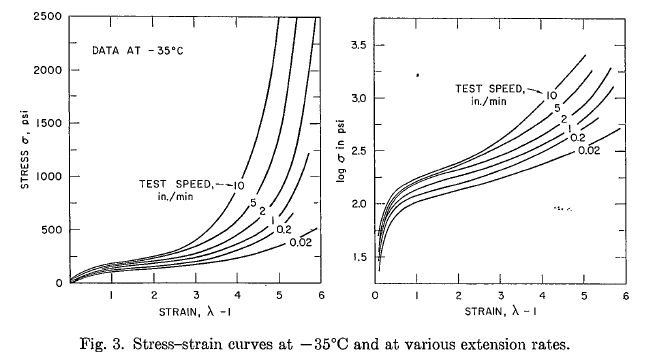 2500
2000
1500
1000
500
0
STRESS σ, psi
DATA AT -35°C
TEST SPEED,
in./min
10
5
2
1
0.2
0.02
1 2 3 4 5 6
STRAIN, λ -1
3.5
3.0
2.5
2.0
1.5
log σ in psi
TEST SPEED,
in./min
10
5
2
1
0.2
0.02
0 1 2 3 4 5 6
STRAIN, λ -1
Fig. 3. Stress–strain curves at −35°C and at various extension rates.